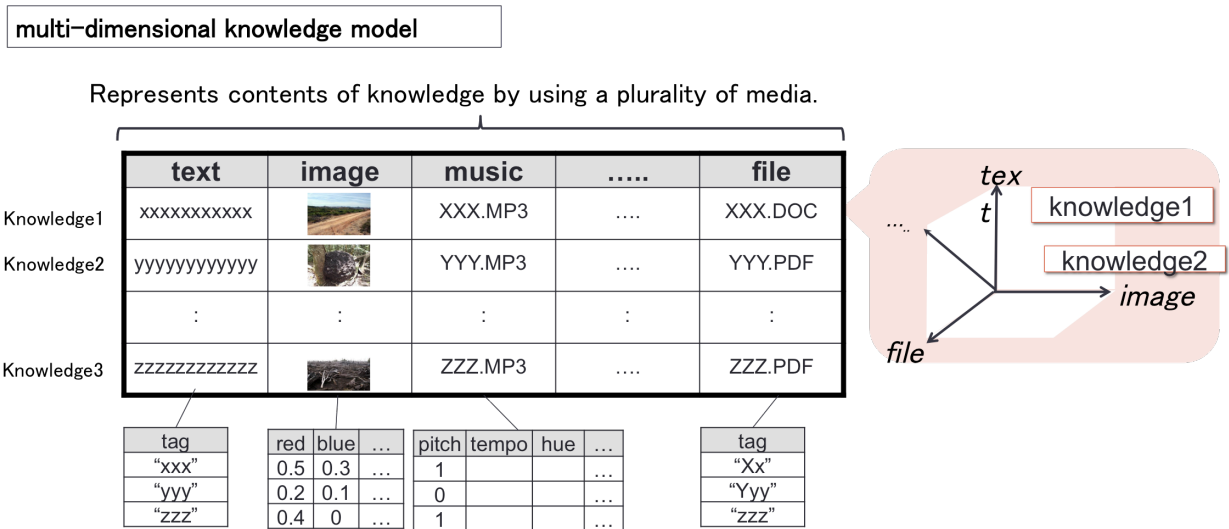 multi-dimensional knowledge model
Represents contents of knowledge by using a plurality of media.
text image music ….. file
Knowledge1 xxxxxxxxxxx XXX.MP3 …. XXX.DOC
Knowledge2 yyyyyyyyyyyy YYY.MP3 …. YYY.PDF
: : : : :
Knowledge3 zzzzzzzzzzzz ZZZ.MP3 …. ZZZ.PDF
tex
t
knowledge1
…..
knowledge2
image
file
tag
“xxx”
“yyy”
“zzz”
red blue …
0.5 0.3 …
0.2 0.1 …
0.4 0 …
pitch tempo hue …
1 …
0 …
1 …
tag
“Xx”
“Yyy”
“zzz”